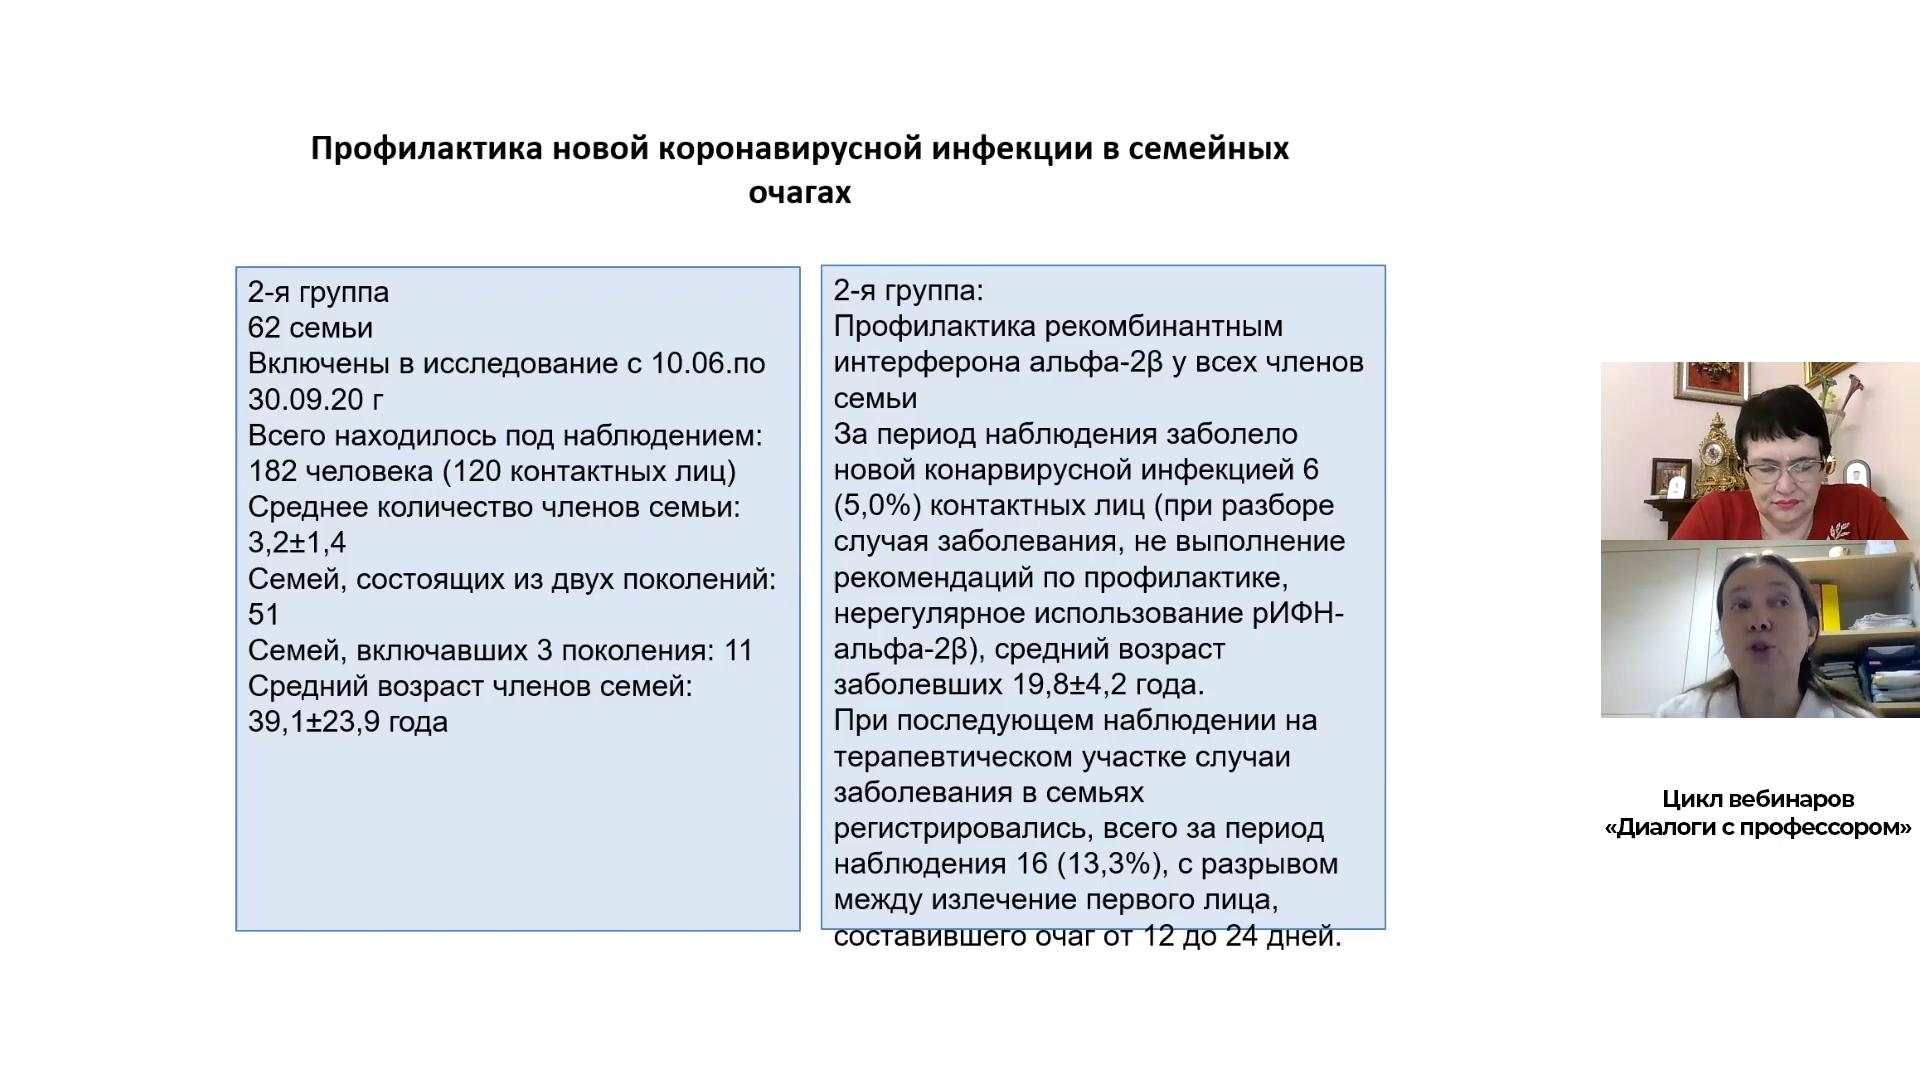 Профилактика новой коронавирусной инфекции в семейных
очагах
2-я группа
62 семьи
Включены в исследование с 10.06.по
30.09.20 г
Всего находилось под наблюдением:
182 человека (120 контактных лиц)
Среднее количество членов семьи:
3,2±1,4
Семей, состоящих из двух поколений:
51
Семей, включавших 3 поколения: 11
Средний возраст членов семей:
39,1±23,9 года
2-я группа:
Профилактика рекомбинантным
интерферона альфа-2β у всех членов
семьи
За период наблюдения заболело
новой конарвирусной инфекцией 6
(5,0%) контактных лиц (при разборе
случая заболевания, не выполнение
рекомендаций по профилактике,
нерегулярное использование рИФН-
альфа-2β), средний возраст
заболевших 19,8±4,2 года.
При последующем наблюдении на
терапевтическом участке случаи
заболевания в семьях
регистрировались, всего за период
наблюдения 16 (13,3%), с разрывом
между излечение первого лица,
составившего очаг от 12 до 24 дней.
Цикл вебинаров
«Диалоги с профессором»